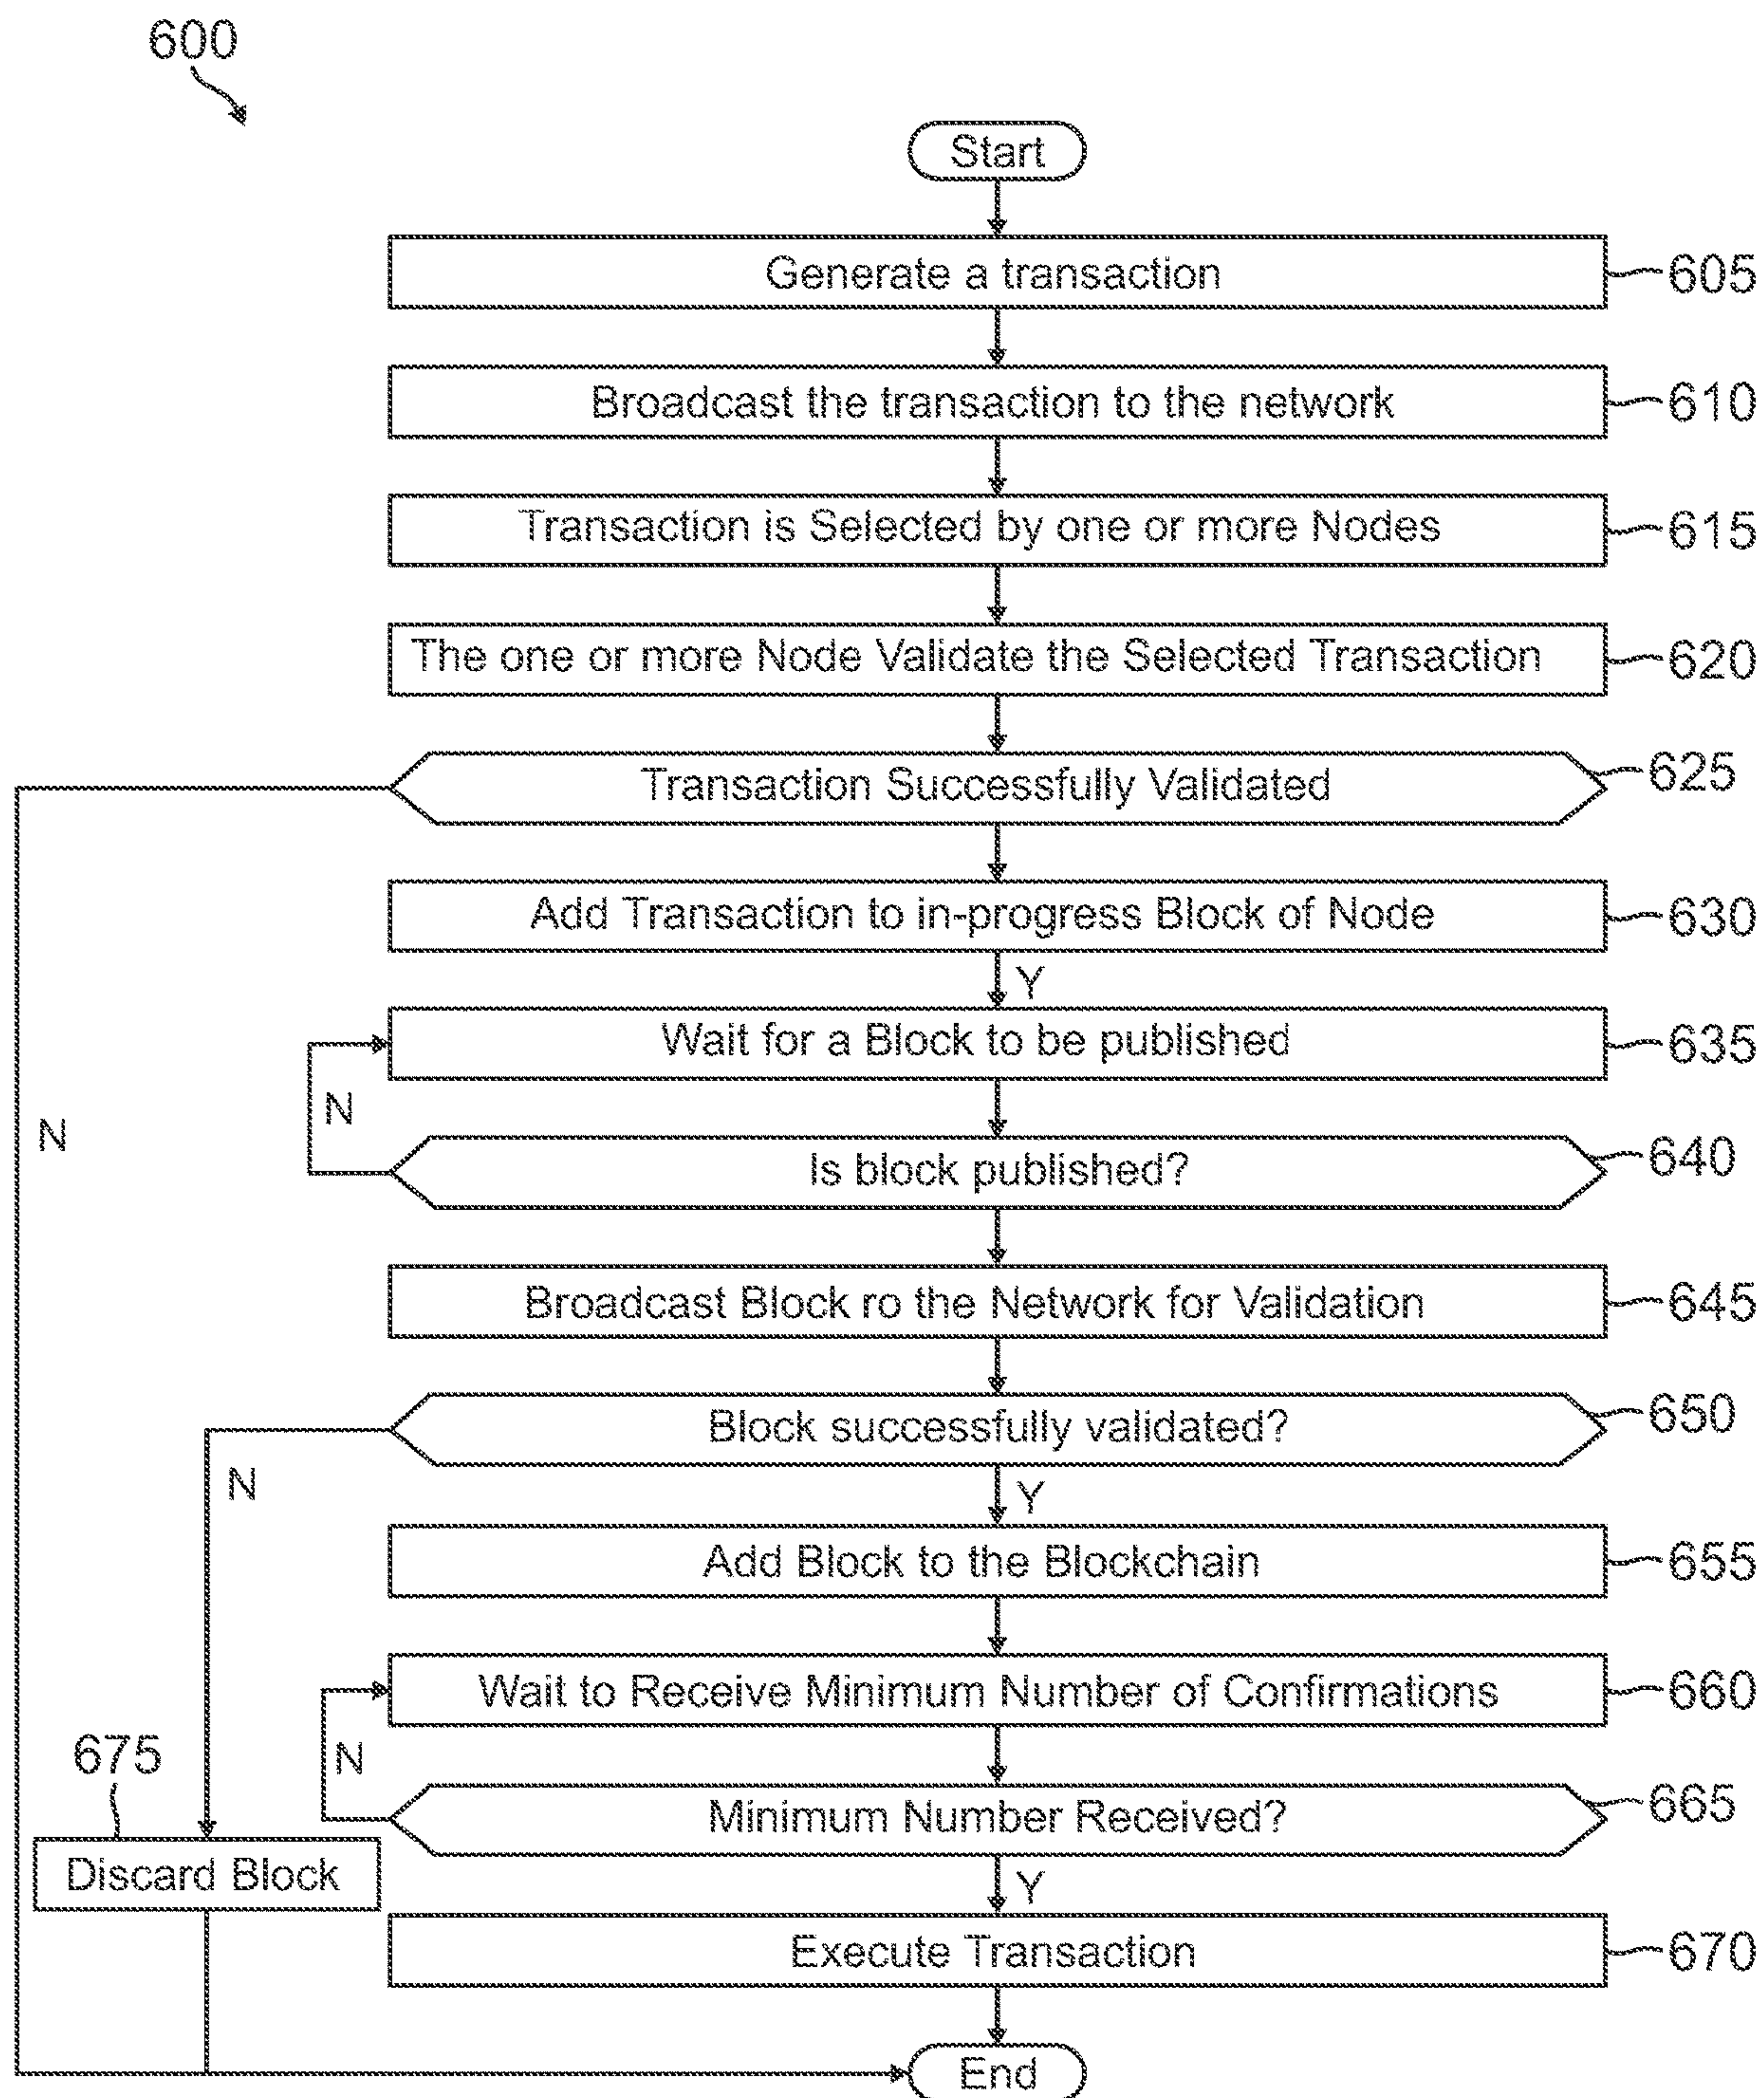 600
Start
Generate a transaction
605
Broadcast the transaction to the network
610
Transaction is Selected by one or more Nodes
615
The one or more Node Validate the Selected Transaction
620
Transaction Successfully Validated
625
Add Transaction to in-progress Block of Node
630
Y
Wait for a Block to be published
635
N
N
Is block published?
640
Broadcast Block ro the Network for Validation
645
Block successfully validated?
650
N
Y
Add Block to the Blockchain
655
Wait to Receive Minimum Number of Confirmations
660
675
N
Minimum Number Received?
665
Discard Block
Y
Execute Transaction
670
End